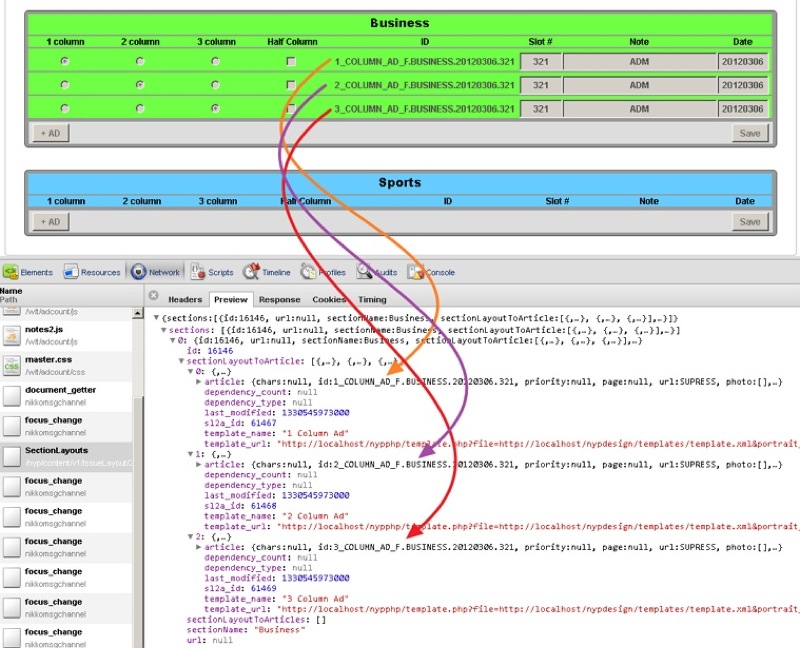 Business
1 column 2 column 3 column Half Column ID Slot # Note Date
1_COLUMN_AD_F.BUSINESS.20120306.321 321 ADM 20120306
2_COLUMN_AD_F.BUSINESS.20120306.321 321 ADM 20120306
3_COLUMN_AD_F.BUSINESS.20120306.321 321 ADM 20120306
+ AD Save
Sports
1 column 2 column 3 column Half Column ID Slot # Note Date
+ AD Save
Elements Resources Network Scripts Timeline Profiles Audits Console
Name
Path
/wlt/adcount/js
notes2.js
/wlt/adcount/js
master.css
/wlt/adcount/css
document_getter
nikkomsgchannel
focus_change
nikkomsgchannel
SectionLayouts
focus_change
nikkomsgchannel
focus_change
nikkomsgchannel
focus_change
nikkomsgchannel
focus_change
nikkomsgchannel
focus_change
nikkomsgchannel
focus_change
nikkomsgchannel
Headers Preview Response Cookies Timing
{sections:[{id:16146, url:null, sectionName:Business, sectionLayoutToArticle:[{,…}, {,…}, {,…}],…}]}
sections: [{id:16146, url:null, sectionName:Business, sectionLayoutToArticle:[{,…}, {,…}, {,…}],…}]
0: {id:16146, url:null, sectionName:Business, sectionLayoutToArticle:[{,…}, {,…}, {,…}],…}
id: 16146
sectionLayoutToArticle: [{,…}, {,…}, {,…}]
0: {,…}
article: {chars:null, id:1_COLUMN_AD_F.BUSINESS.20120306.321, priority:null, page:null, url:SUPRESS, photo:[],…}
dependency_count: null
dependency_type: null
last_modified: 1330545973000
sl2a_id: 61467
template_name: "1 Column Ad"
template_url: "http://localhost/nypphp/template.php?file=http://localhost/nypdesign/templates/template.xml&portrait_
1: {,…}
article: {chars:null, id:2_COLUMN_AD_F.BUSINESS.20120306.321, priority:null, page:null, url:SUPRESS, photo:[],…}
dependency_count: null
dependency_type: null
last_modified: 1330545973000
sl2a_id: 61468
template_name: "2 Column Ad"
template_url: "http://localhost/nypphp/template.php?file=http://localhost/nypdesign/templates/template.xml&portrait_
2: {,…}
article: {chars:null, id:3_COLUMN_AD_F.BUSINESS.20120306.321, priority:null, page:null, url:SUPRESS, photo:[],…}
dependency_count: null
dependency_type: null
last_modified: 1330545973000
sl2a_id: 61469
template_name: "3 Column Ad"
template_url: "http://localhost/nypphp/template.php?file=http://localhost/nypdesign/templates/template.xml&portrait_
sectionLayoutToArticles: []
sectionName: "Business"
url: null